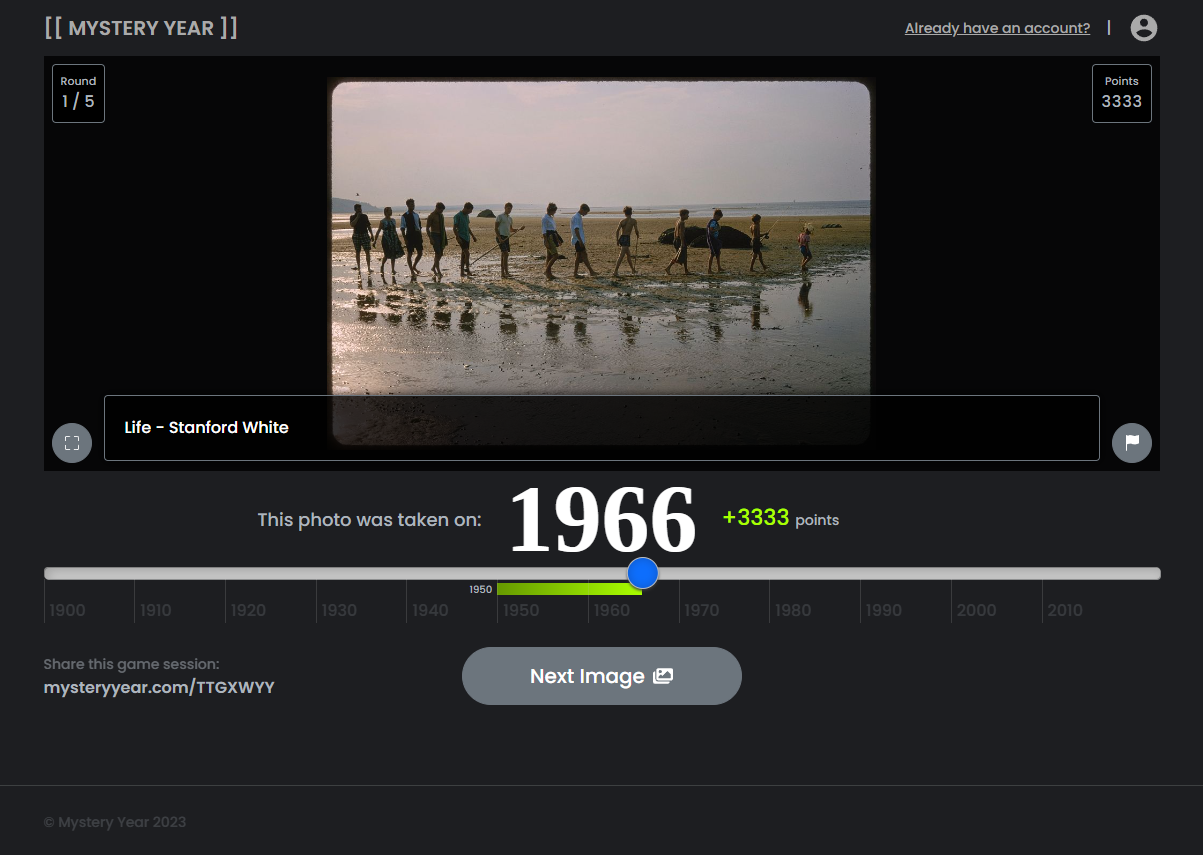 [[ MYSTERY YEAR ]]
Already have an account? |
Round
1 / 5
Points
3333
Life - Stanford White
This photo was taken on: 1966 +3333 points
1950
1900 1910 1920 1930 1940 1950 1960 1970 1980 1990 2000 2010
Share this game session:
mysteryyear.com/TTGXWYY
Next Image
© Mystery Year 2023